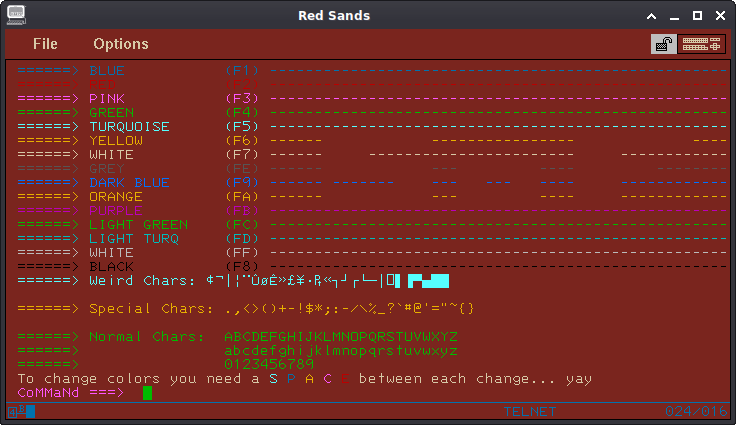 Red Sands
File Options
======> BLUE (F1) ----------------------------------------------------------
======> PINK (F3) ----------------------------------------------------------
======> GREEN (F4) ----------------------------------------------------------
======> TURQUOISE (F5) ----------------------------------------------------------
======> YELLOW (F6) ------ ------------------ ----
======> WHITE (F7) ------ ---------------- -------------
======> GREY (FE)
======> DARK BLUE (F9) ------ -------- --- --- ---- -------------
======> ORANGE (FA) ------ --- ---- -------------
======> PURPLE (FB) ----------------------------------------------------------
======> LIGHT GREEN (FC) ----------------------------------------------------------
======> LIGHT TURQ (FD) ----------------------------------------------------------
======> WHITE (FF) ----------------------------------------------------------
======> BLACK (F8) ----------------------------------------------------------
======> Weird Chars:
======> Special Chars: .,<>()+-!$*;:-/\%_?`#@'="~{}
======> Normal Chars: ABCDEFGHIJKLMNOPQRSTUVWXYZ
======> abcdefghijklmnopqrstuvwxyz
======> 0123456789
To change colors you need a S P A C E between each change... yay
CoMMaNd ===>
TELNET 024/016